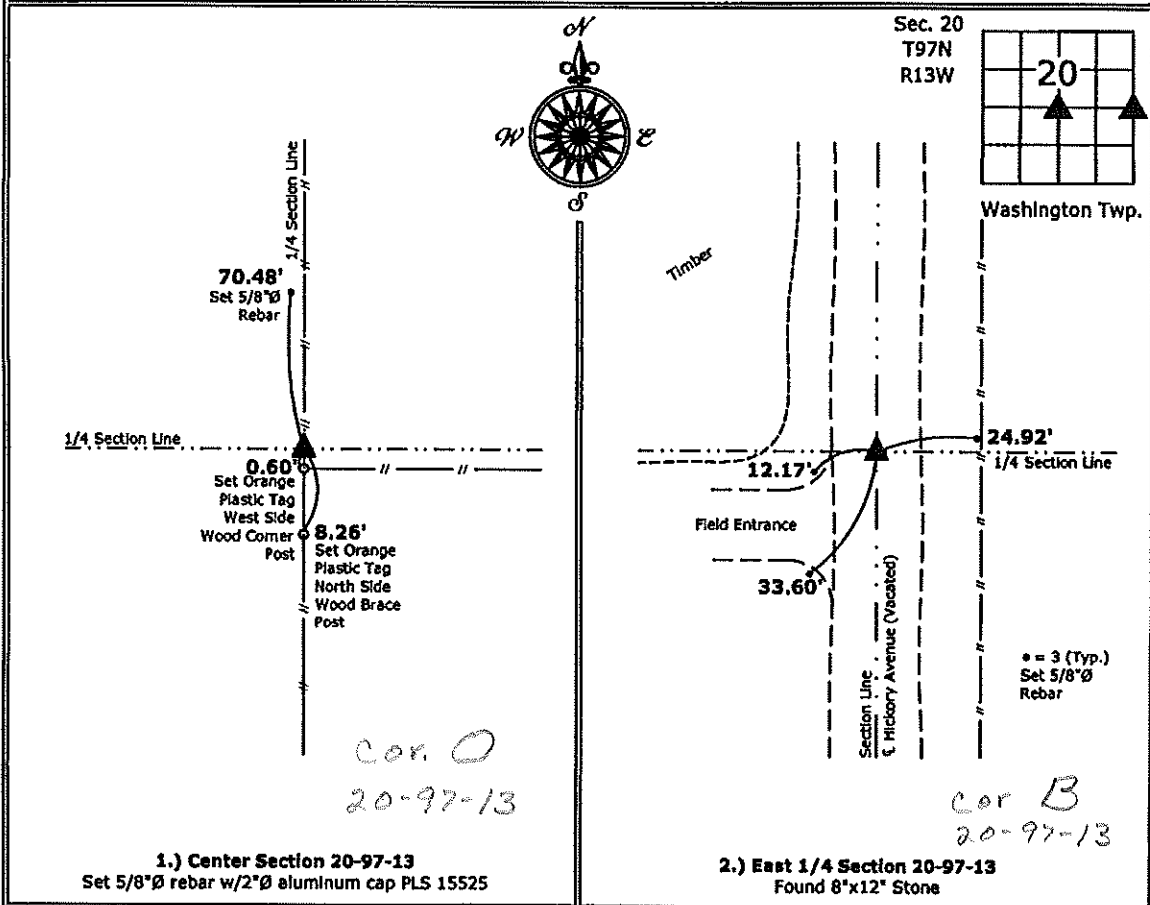 N
W
E
S
Sec. 20
T97N
R13W
20
Washington Twp.
1/4 Section Line
70.48'
Set 5/8"Ø
Rebar
1/4 Section Line
0.60'
Set Orange
Plastic Tag
West Side
Wood Corner
Post
8.26'
Set Orange
Plastic Tag
North Side
Wood Brace
Post
Cor. O
20-97-13
1.) Center Section 20-97-13
Set 5/8"Ø rebar w/2"Ø aluminum cap PLS 15525
Timber
24.92'
1/4 Section Line
12.17'
Field Entrance
33.60'
Section Line
℄ Hickory Avenue (Vacated)
• = 3 (Typ.)
Set 5/8"Ø
Rebar
Cor B
20-97-13
2.) East 1/4 Section 20-97-13
Found 8"x12" Stone